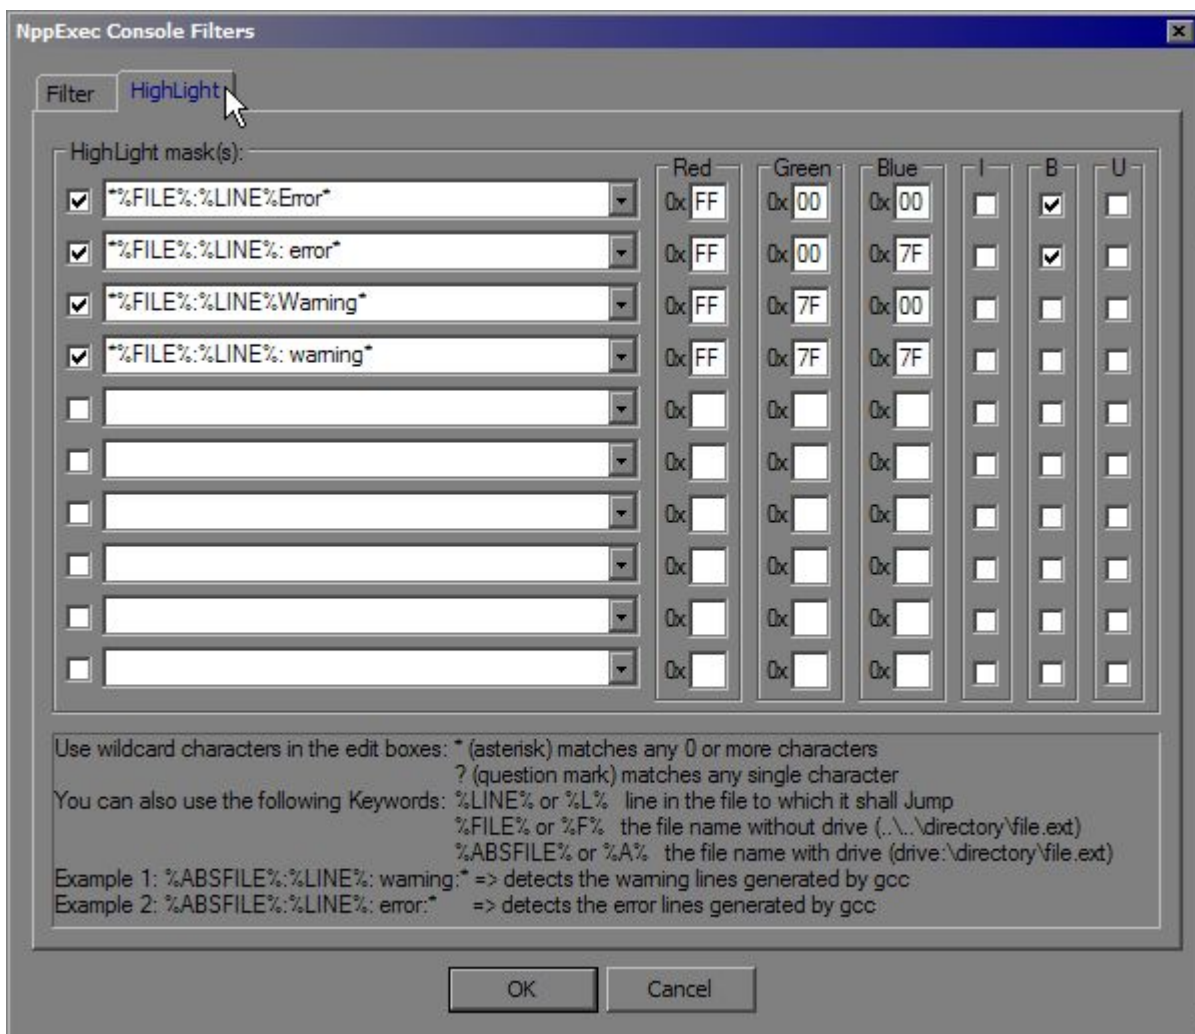 NppExec Console Filters
Filter HighLight
HighLight mask(s): Red Green Blue I B U
*%FILE%:%LINE%Error* 0x FF 0x 00 0x 00
*%FILE%:%LINE%: error* 0x FF 0x 00 0x 7F
*%FILE%:%LINE%Warning* 0x FF 0x 7F 0x 00
*%FILE%:%LINE%: warning* 0x FF 0x 7F 0x 7F
0x 0x 0x
0x 0x 0x
0x 0x 0x
0x 0x 0x
0x 0x 0x
0x 0x 0x
Use wildcard characters in the edit boxes: * (asterisk) matches any 0 or more characters
? (question mark) matches any single character
You can also use the following Keywords: %LINE% or %L% line in the file to which it shall Jump
%FILE% or %F% the file name without drive (..\..\directory\file.ext)
%ABSFILE% or %A% the file name with drive (drive:\directory\file.ext)
Example 1: %ABSFILE%:%LINE%: warning:* => detects the warning lines generated by gcc
Example 2: %ABSFILE%:%LINE%: error:* => detects the error lines generated by gcc
OK Cancel